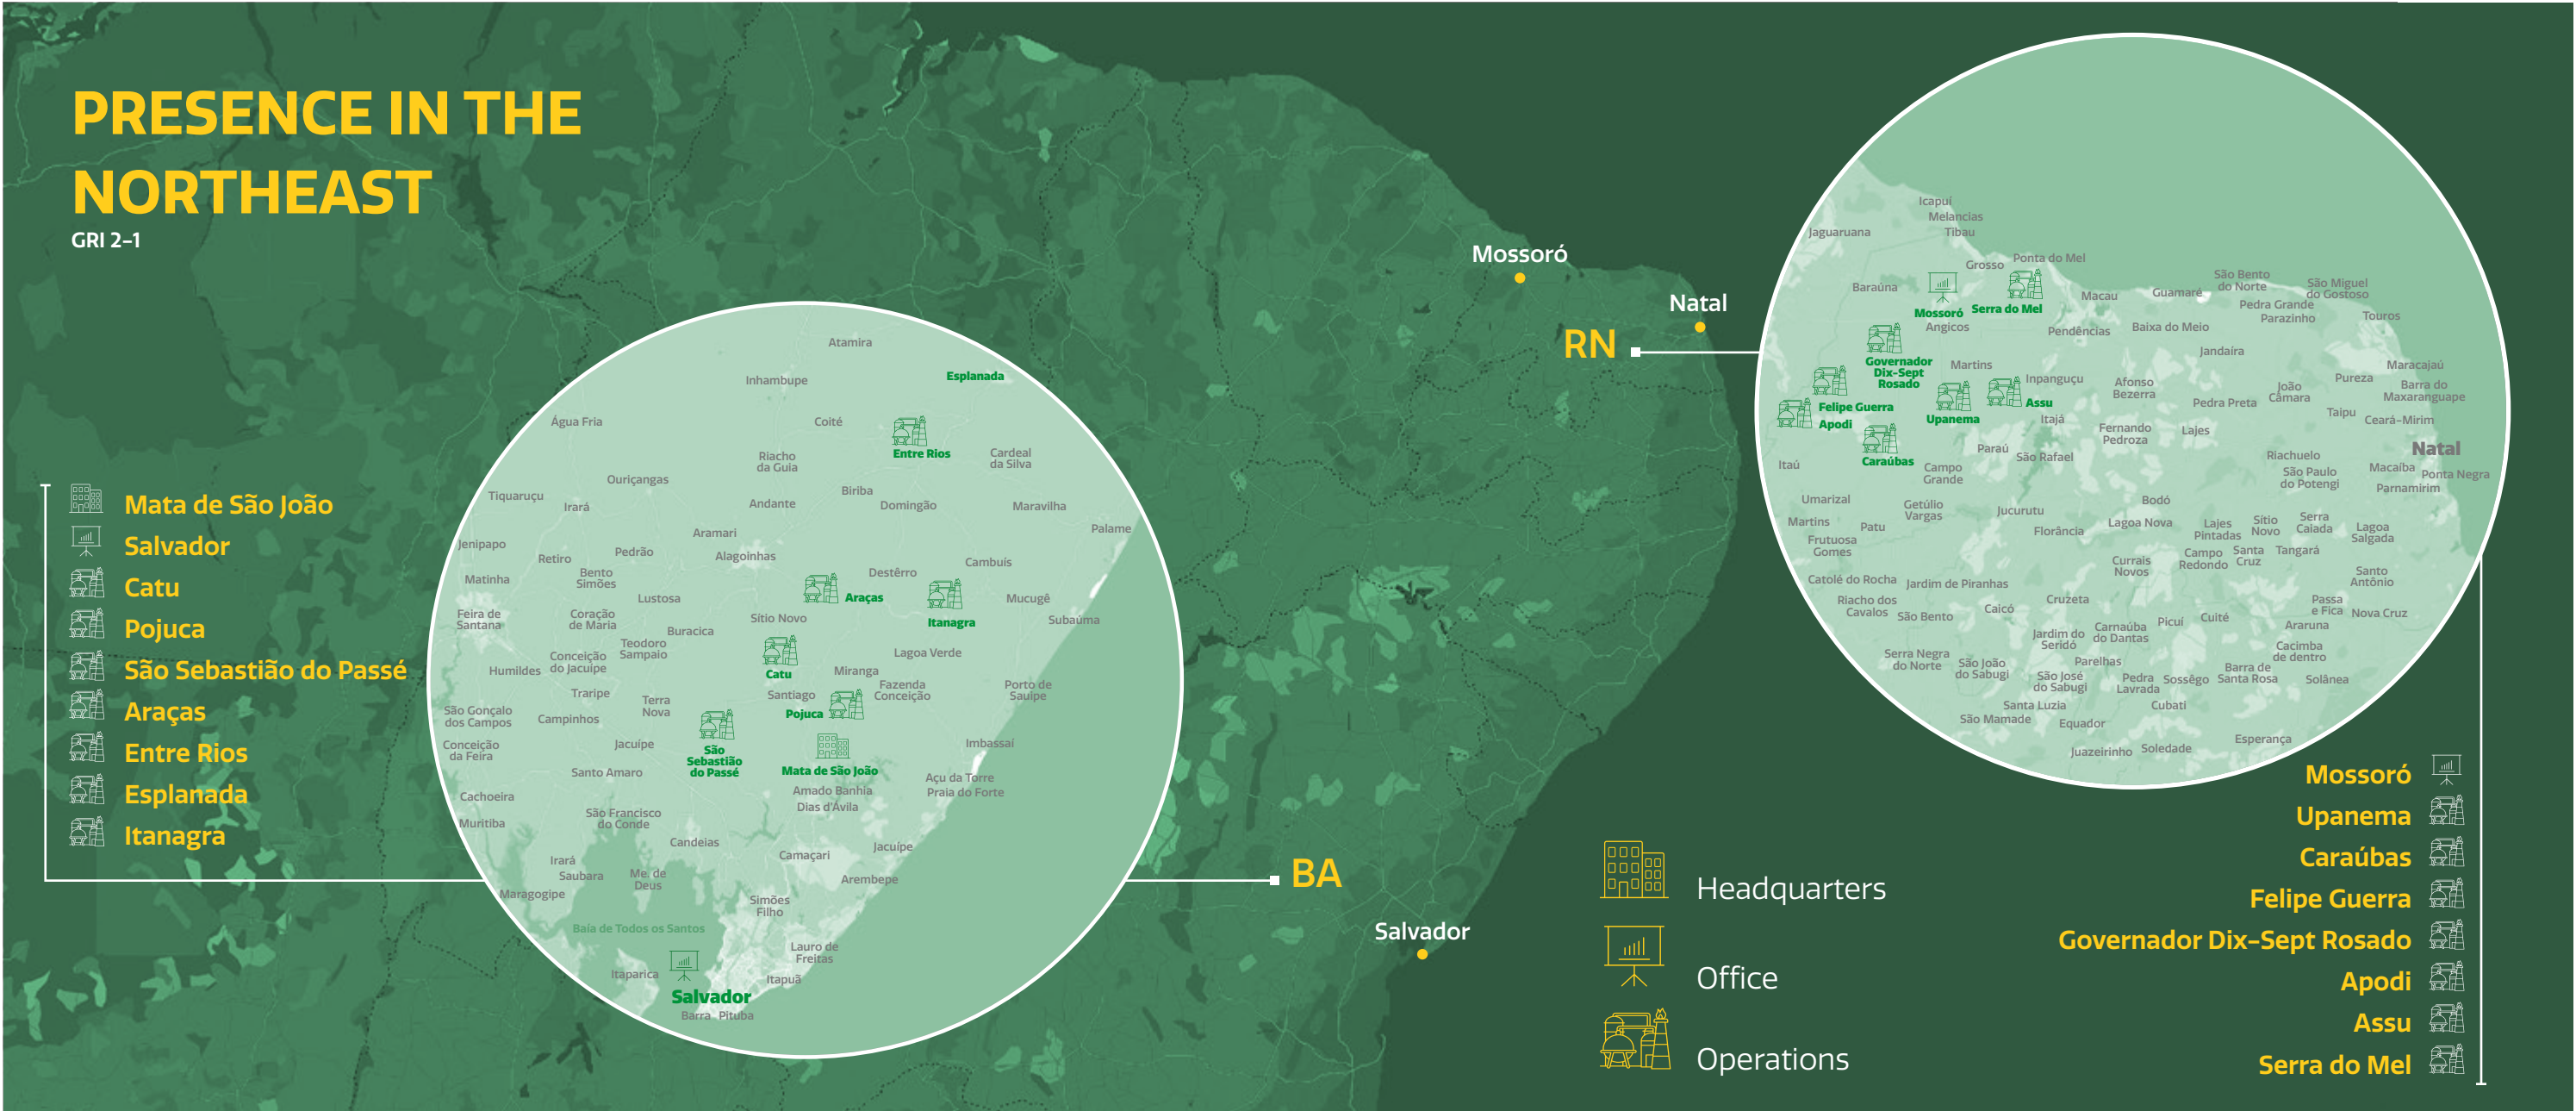 PRESENCE IN THE
NORTHEAST
GRI 2-1
Mata de São João
Salvador
Catu
Pojuca
São Sebastião do Passé
Araças
Entre Rios
Esplanada
Itanagra
Atamira
Inhambupe
Esplanada
Água Fria
Coité
Entre Rios
Riacho
da Guia
Cardeal
da Silva
Ouriçangas
Tiquaruçu
Irará
Andante
Biriba
Domingão
Maravilha
Palame
Aramari
Jenipapo
Retiro
Pedrão
Alagoinhas
Cambuís
Matinha
Bento
Simões
Destêrro
Lustosa
Araças
Mucugê
Feira de
Santana
Coração
de Maria
Sítio Novo
Itanagra
Subaúma
Buracica
Teodoro
Sampaio
Lagoa Verde
Humildes
Conceição
do Jacuípe
Catu
Miranga
Fazenda
Conceição
Porto de
Sauípe
Traripe
Terra
Nova
Santiago
Pojuca
São Gonçalo
dos Campos
Campinhos
Conceição
da Feira
Jacuípe
São
Sebastião
do Passé
Imbassaí
Santo Amaro
Mata de São João
Açu da Torre
Praia do Forte
Amado Banhia
Dias d'Ávila
Cachoeira
Muritiba
São Francisco
do Conde
Candeias
Camaçari
Jacuípe
Irará
Saubara
Me. de
Deus
Arembepe
Maragogipe
Simões
Filho
Baía de Todos os Santos
Lauro de
Freitas
Itaparica
Itapuã
Salvador
Barra
Pituba
BA
Salvador
Mossoró
Natal
RN
Icapuí
Melancias
Jaguaruana
Tibau
Grosso
Ponta do Mel
Baraúna
Mossoró
Serra do Mel
Angicos
Macau
Guamaré
São Bento
do Norte
São Miguel
do Gostoso
Pedra Grande
Parazinho
Touros
Pendências
Baixa do Meio
Jandaíra
Governador
Dix-Sept
Rosado
Martins
Inpanguçu
Afonso
Bezerra
Maracajaú
Pureza
João
Câmara
Barra do
Maxaranguape
Felipe Guerra
Apodi
Upanema
Assu
Itajá
Pedra Preta
Taipu
Ceará-Mirim
Fernando
Pedroza
Lajes
Natal
Caraúbas
Itaú
Paraú
São Rafael
Campo
Grande
Riachuelo
São Paulo
do Potengi
Macaíba
Ponta Negra
Parnamirim
Umarizal
Getúlio
Vargas
Jucurutu
Bodó
Martins
Patu
Florância
Lagoa Nova
Lajes
Pintadas
Sítio
Novo
Serra
Caiada
Lagoa
Salgada
Frutuosa
Gomes
Currais
Novos
Campo
Redondo
Santa
Cruz
Tangará
Santo
Antônio
Catolé do Rocha
Jardim de Piranhas
Riacho dos
Cavalos
São Bento
Caicó
Cruzeta
Passa
e Fica
Nova Cruz
Carnaúba
do Dantas
Picuí
Cuité
Araruna
Jardim do
Seridó
Cacimba
de dentro
Serra Negra
do Norte
São João
do Sabugi
Parelhas
São José
do Sabugi
Pedra
Lavrada
Sossêgo
Barra de
Santa Rosa
Solânea
Santa Luzia
Cubati
São Mamade
Equador
Esperança
Juazeirinho
Soledade
Mossoró
Upanema
Caraúbas
Felipe Guerra
Governador Dix-Sept Rosado
Apodi
Assu
Serra do Mel
Headquarters
Office
Operations